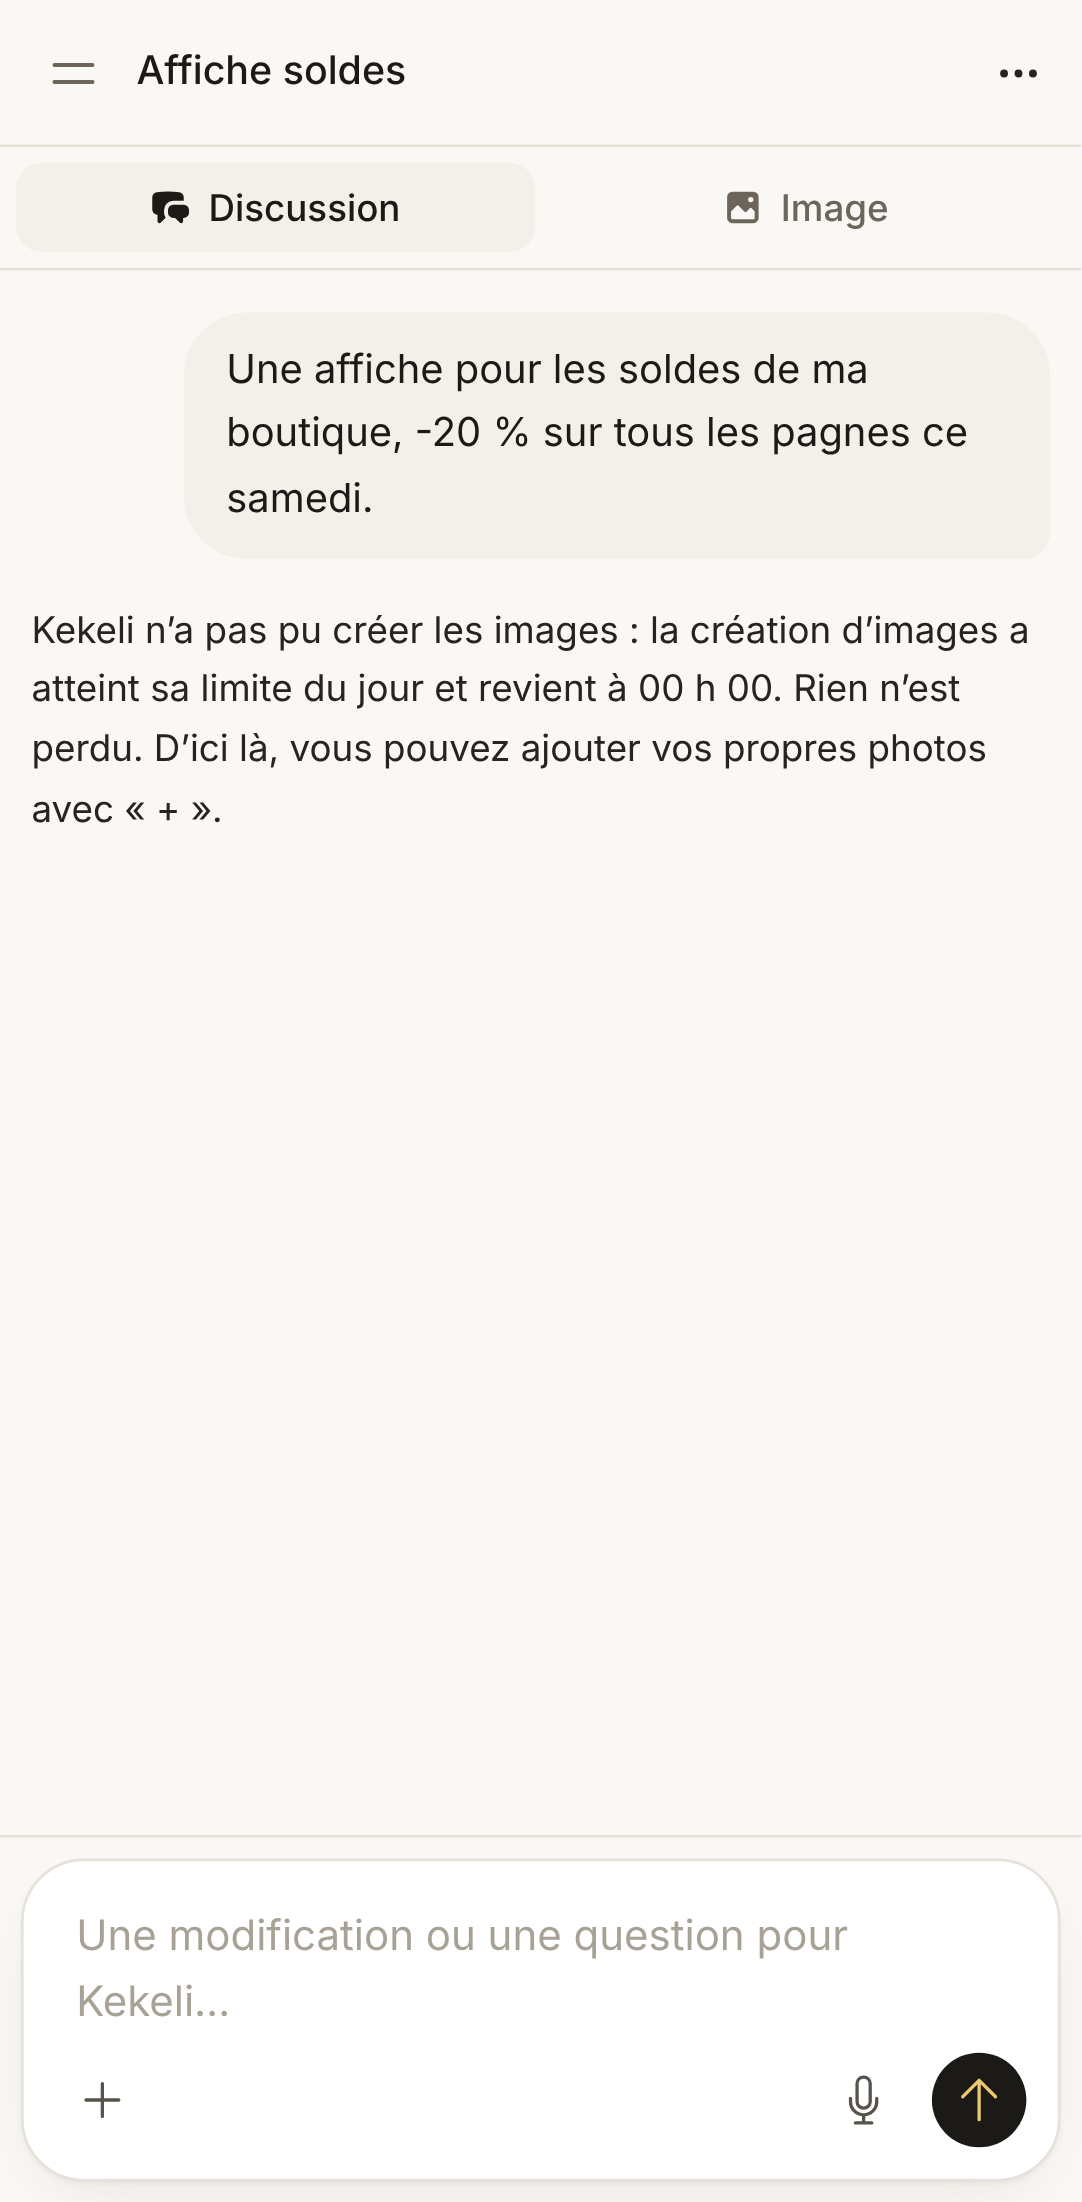 Affiche soldes
Discussion
Image
Une affiche pour les soldes de ma
boutique, -20 % sur tous les pagnes ce
samedi.
Kekeli n’a pas pu créer les images : la création d’images a
atteint sa limite du jour et revient à 00 h 00. Rien n’est
perdu. D’ici là, vous pouvez ajouter vos propres photos
avec « + ».
Une modification ou une question pour
Kekeli…